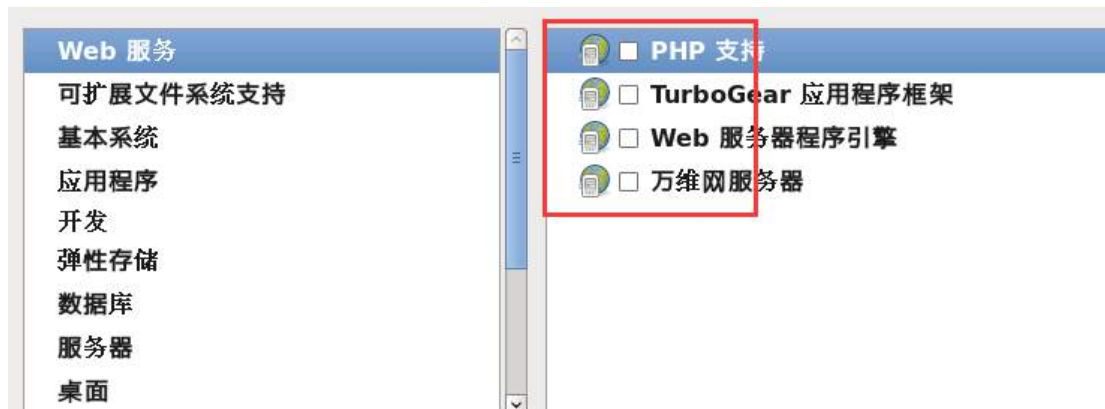 Web 服务
可扩展文件系统支持
基本系统
应用程序
开发
弹性存储
数据库
服务器
桌面
PHP 支持
TurboGear 应用程序框架
Web 服务器程序引擎
万维网服务器